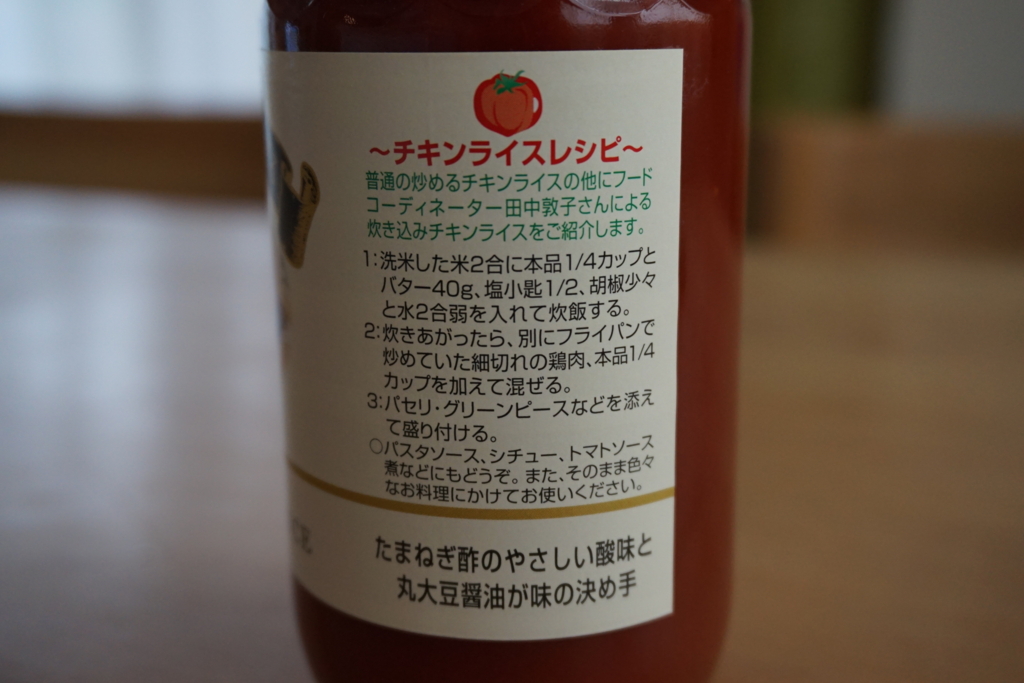 ～チキンライスレシピ～
普通の炒めるチキンライスの他にフード
コーディネーター田中敦子さんによる
炊き込みチキンライスをご紹介します。
1:洗米した米2合に本品1/4カップと
バター40g、塩小匙1/2、胡椒少々
と水2合弱を入れて炊飯する。
2:炊きあがったら、別にフライパンで
炒めていた細切れの鶏肉、本品1/4
カップを加えて混ぜる。
3:パセリ・グリーンピースなどを添え
て盛り付ける。
○パスタソース、シチュー、トマトソース
煮などにもどうぞ。また、そのまま色々
なお料理にかけてお使いください。
たまねぎ酢のやさしい酸味と
丸大豆醤油が味の決め手